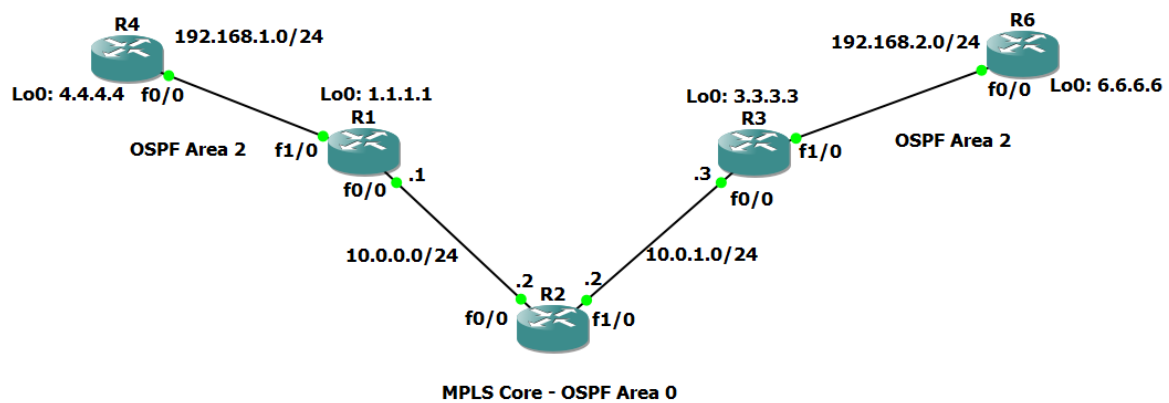 R4
192.168.1.0/24
Lo0: 4.4.4.4
f0/0
OSPF Area 2
Lo0: 1.1.1.1
R1
f1/0
f0/0
.1
10.0.0.0/24
.2
R2
.2
f0/0
f1/0
10.0.1.0/24
.3
f0/0
Lo0: 3.3.3.3
R3
f1/0
OSPF Area 2
192.168.2.0/24
R6
f0/0
Lo0: 6.6.6.6
MPLS Core - OSPF Area 0